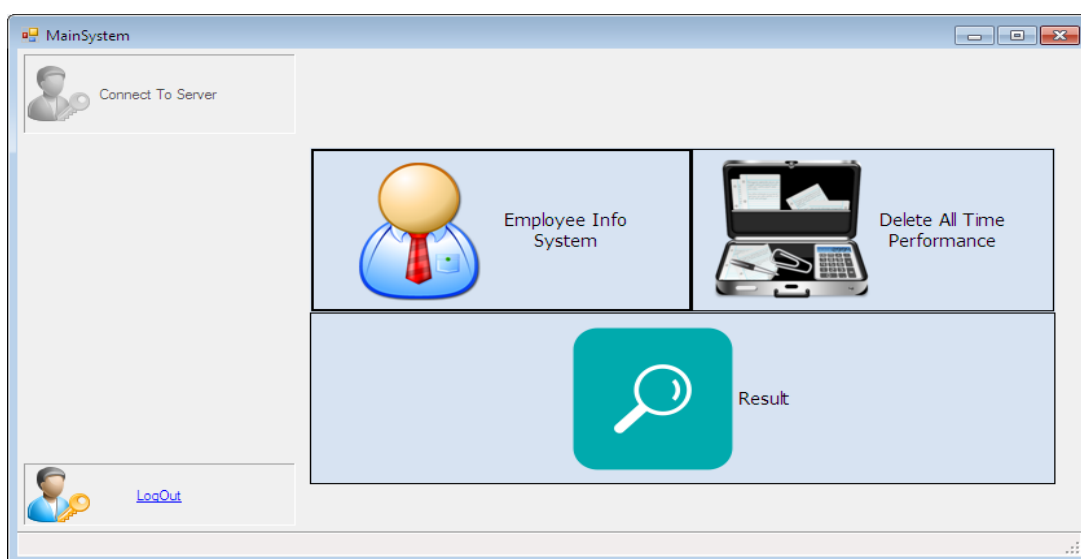 MainSystem
Connect To Server
Employee Info
System
Delete All Time
Performance
Result
LogOut